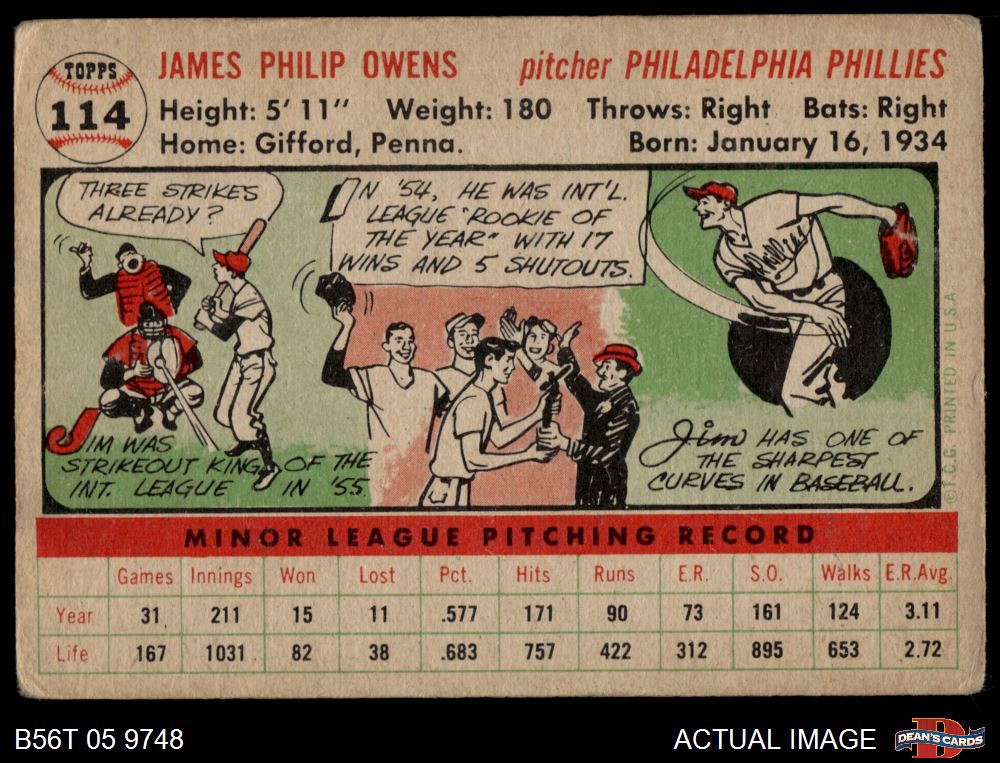 TOPPS
114
JAMES PHILIP OWENS pitcher PHILADELPHIA PHILLIES
Height: 5' 11" Weight: 180 Throws: Right Bats: Right
Home: Gifford, Penna. Born: January 16, 1934
THREE STRIKES
ALREADY?
JIM WAS
STRIKEOUT KING OF THE
INT. LEAGUE IN '55.
IN '54, HE WAS INT'L.
LEAGUE "ROOKIE OF
THE YEAR" WITH 17
WINS AND 5 SHUTOUTS.
Phillies
Jim HAS ONE OF
THE SHARPEST
CURVES IN BASEBALL.
©T.C.G. PRINTED IN U.S.A.
MINOR LEAGUE PITCHING RECORD
Games Innings Won Lost Pct. Hits Runs E.R. S.O. Walks E.R.Avg.
Year 31 211 15 11 .577 171 90 73 161 124 3.11
Life 167 1031 82 38 .683 757 422 312 895 653 2.72
B56T 05 9748 ACTUAL IMAGE DEAN'S CARDS